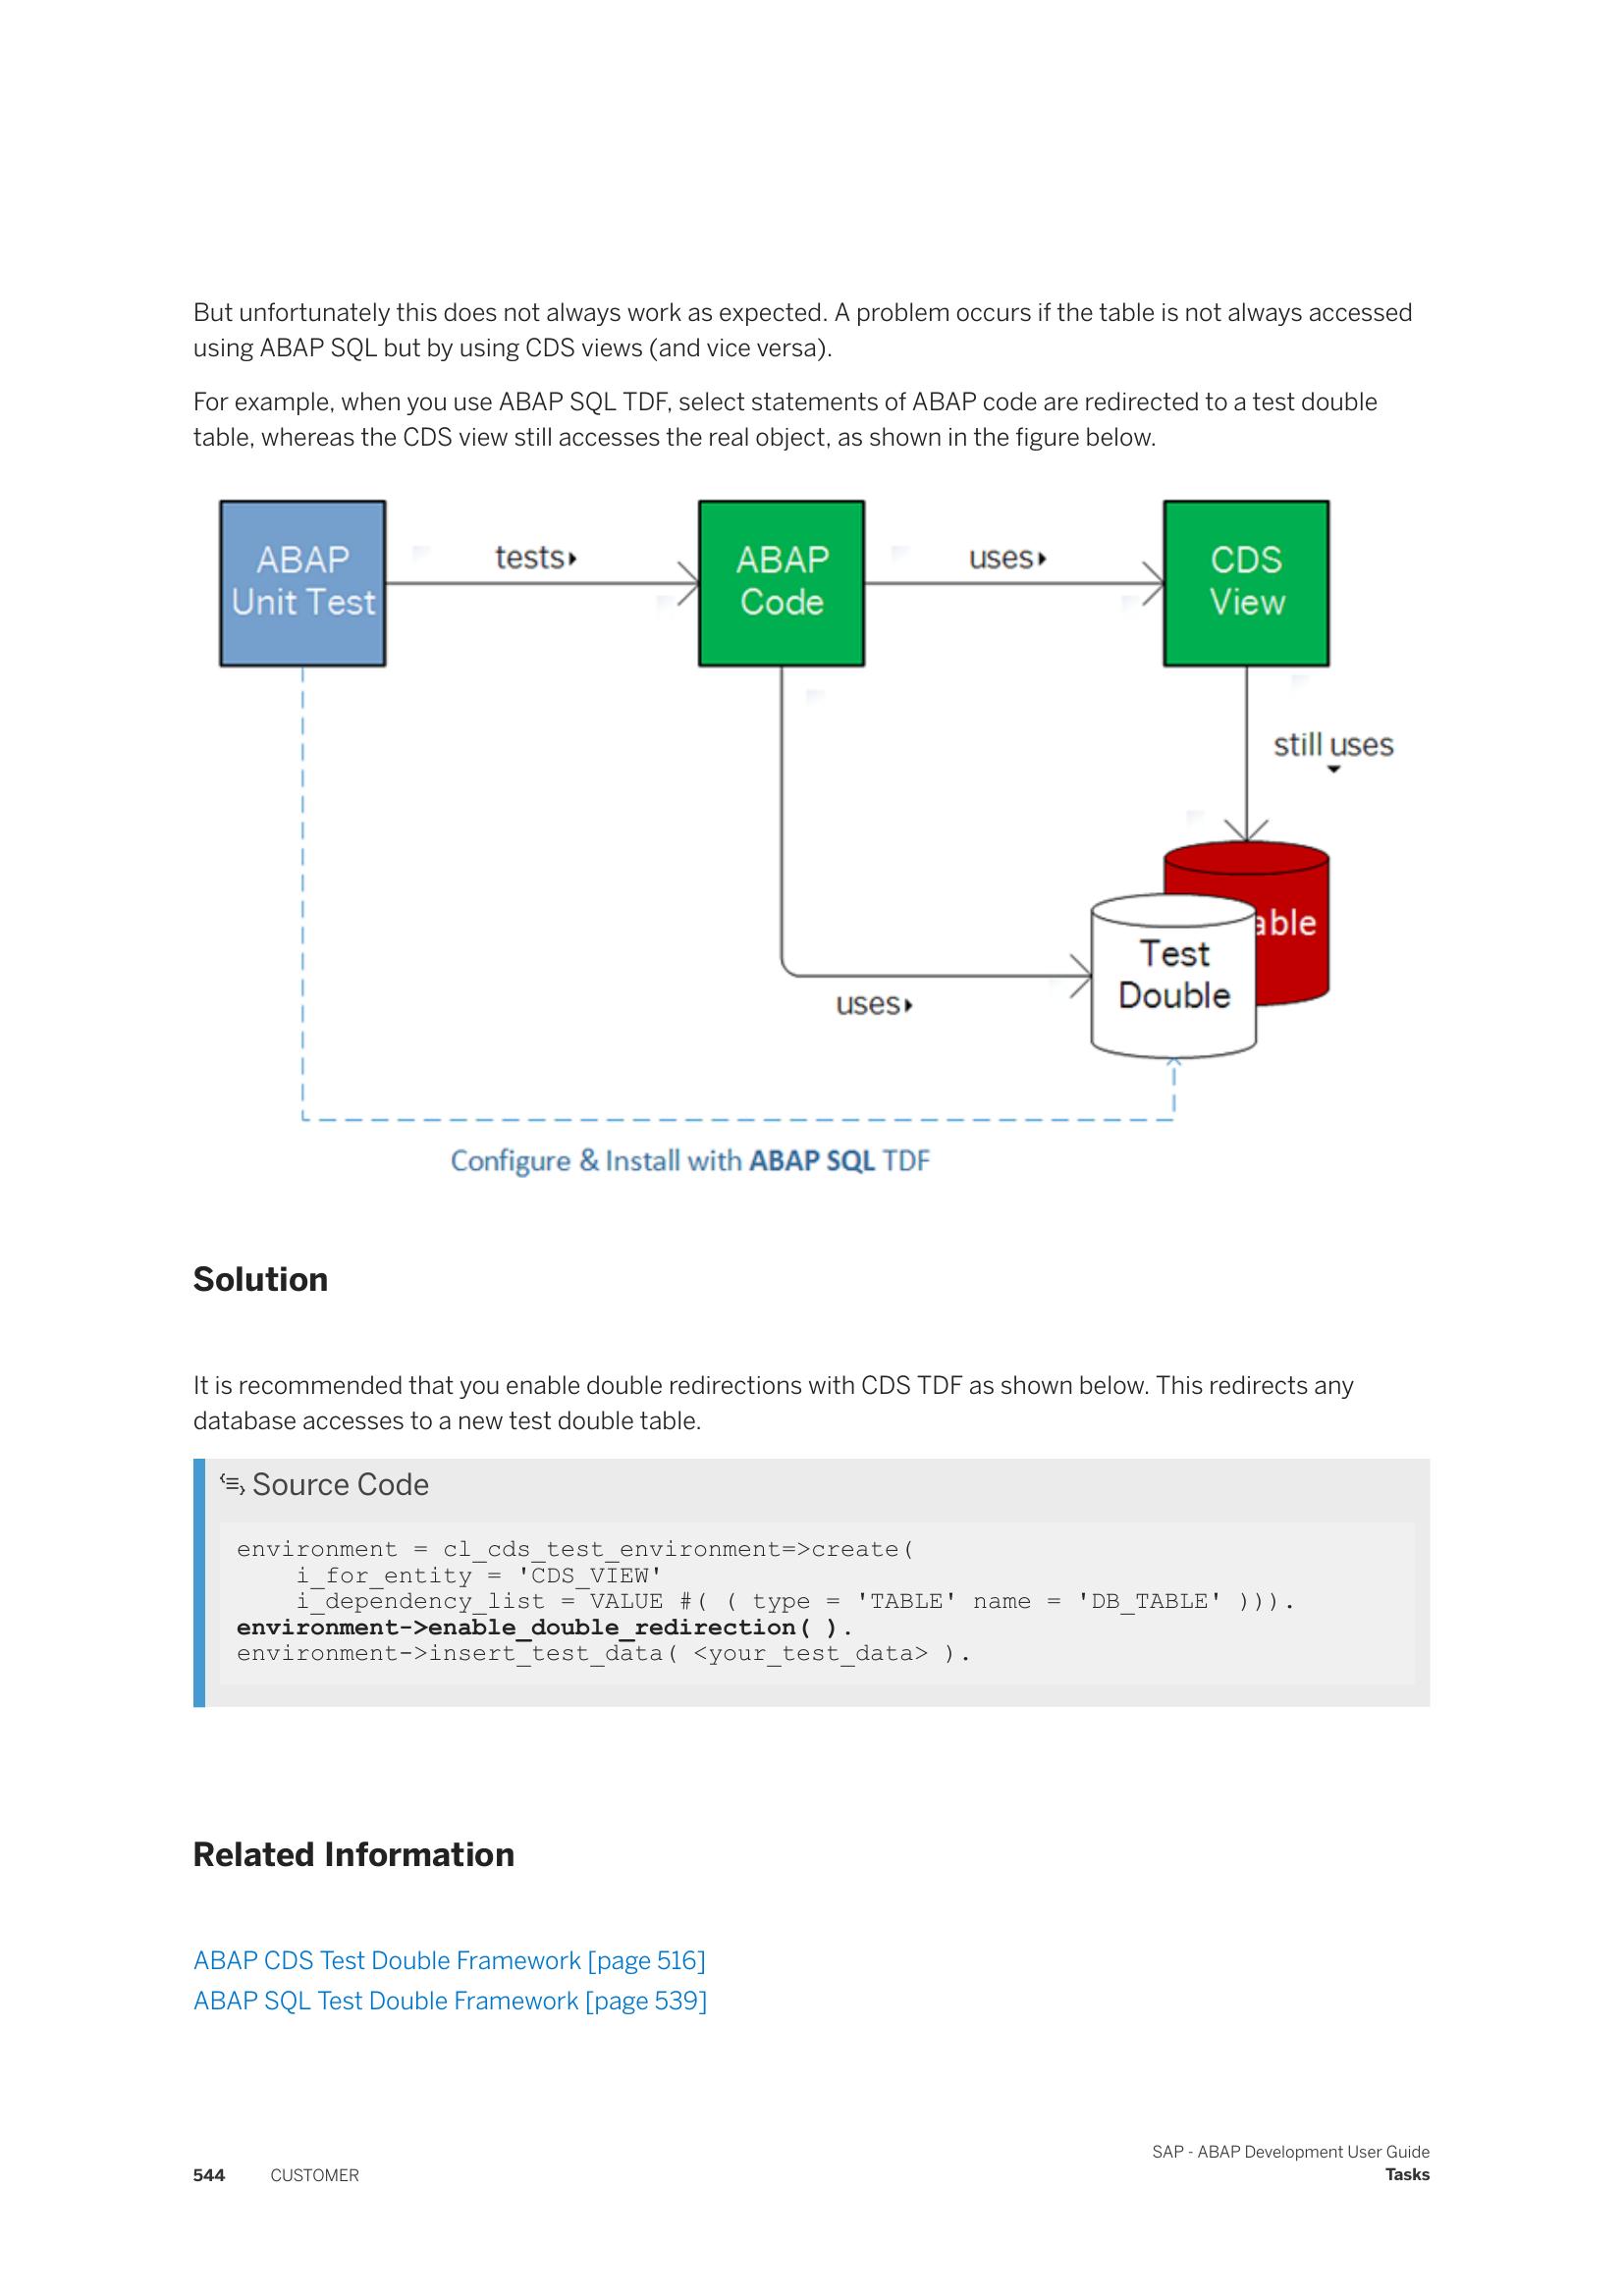 But unfortunately this does not always work as expected. A problem occurs if the table is not always accessed
using ABAP SQL but by using CDS views (and vice versa).
For example, when you use ABAP SQL TDF, select statements of ABAP code are redirected to a test double
table, whereas the CDS view still accesses the real object, as shown in the figure below.
ABAP
Unit Test
tests
ABAP
Code
uses
CDS
View
still uses
able
Test
Double
uses
Configure & Install with ABAP SQL TDF
Solution
It is recommended that you enable double redirections with CDS TDF as shown below. This redirects any
database accesses to a new test double table.
Source Code
environment = cl_cds_test_environment=>create(
    i_for_entity = 'CDS_VIEW'
    i_dependency_list = VALUE #( ( type = 'TABLE' name = 'DB_TABLE' ))).
environment->enable_double_redirection( ).
environment->insert_test_data( <your_test_data> ).
Related Information
ABAP CDS Test Double Framework [page 516]
ABAP SQL Test Double Framework [page 539]
SAP - ABAP Development User Guide
544 CUSTOMER Tasks